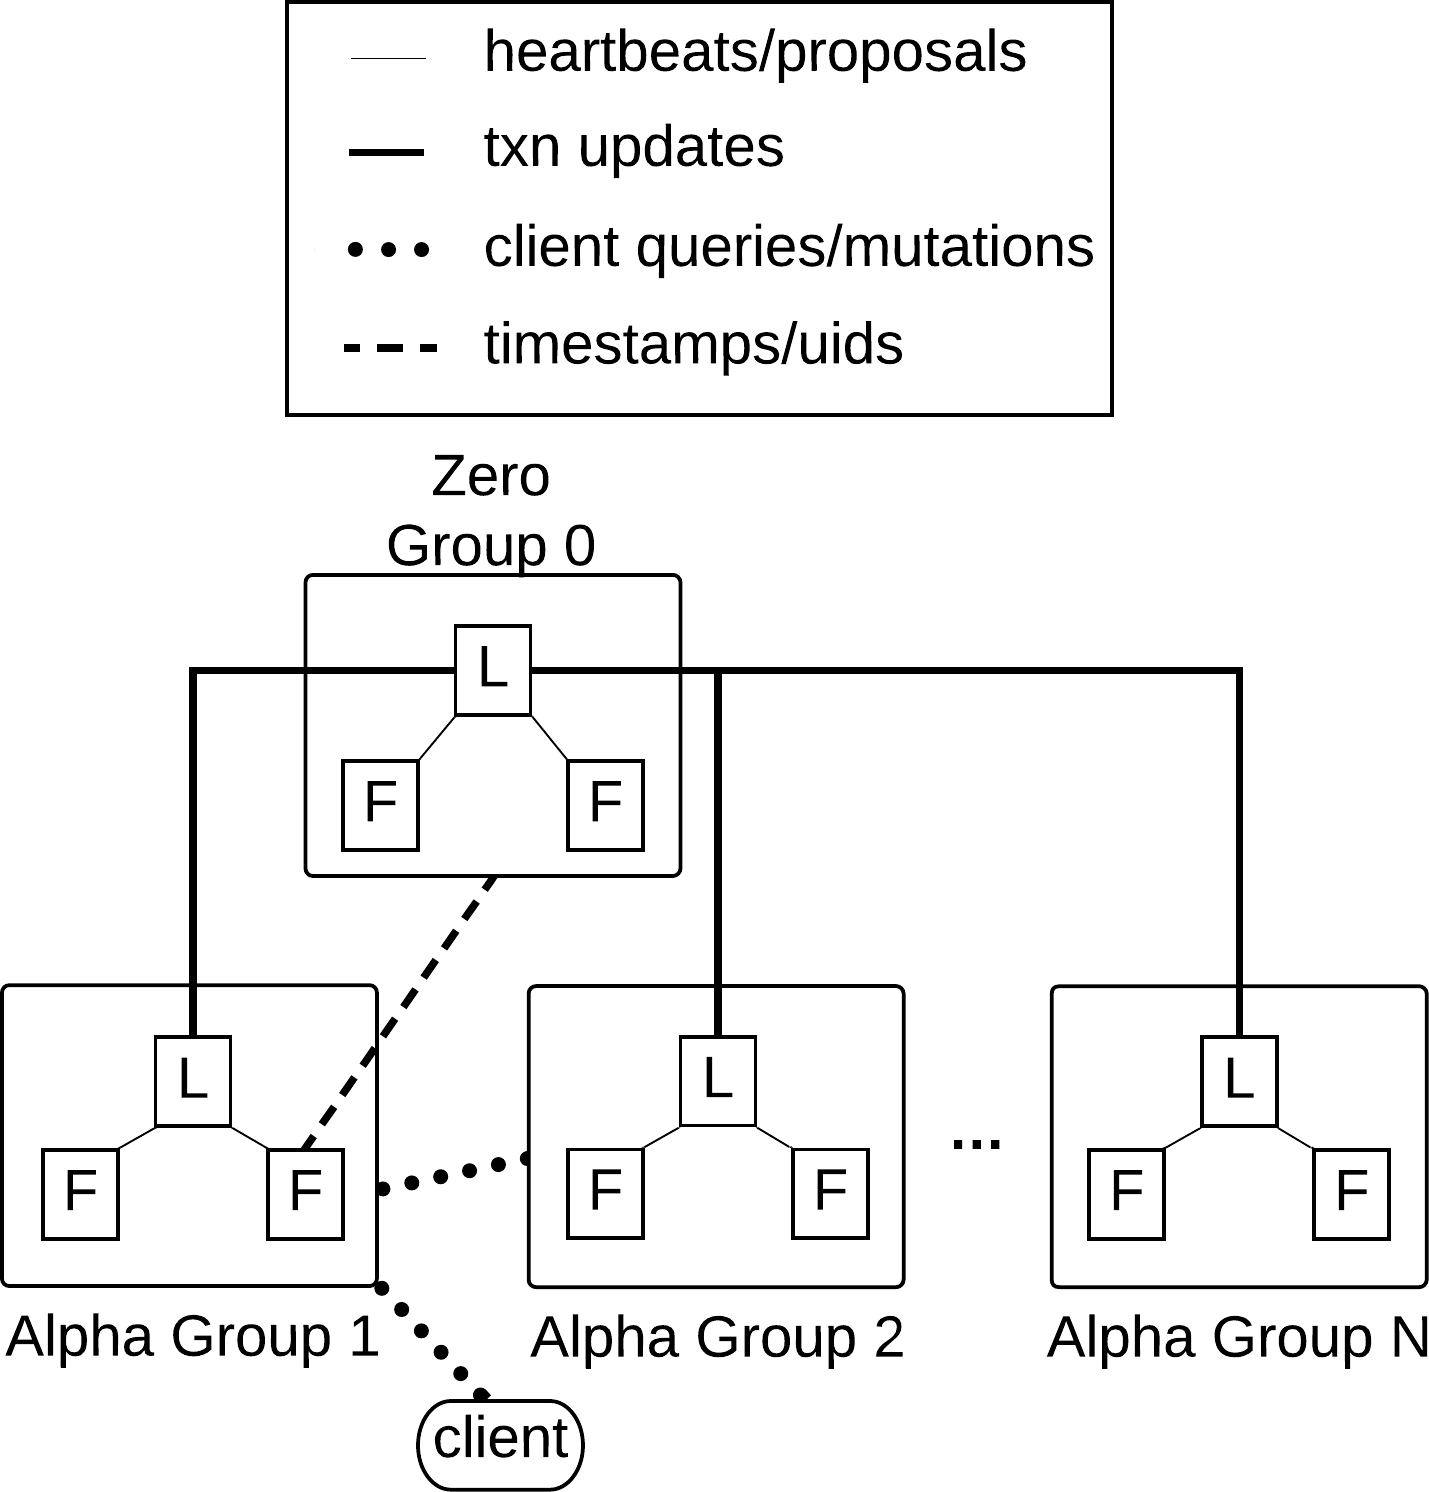 heartbeats/proposals
txn updates
client queries/mutations
timestamps/uids
Zero
Group 0
L
F F
L
F F
Alpha Group 1
L
F F
Alpha Group 2
...
L
F F
Alpha Group N
client